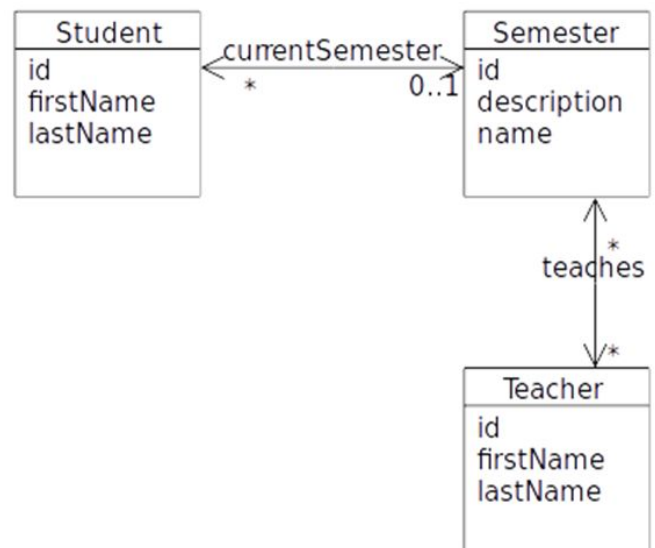 Student
id
firstName
lastName
currentSemester
*
0..1
Semester
id
description
name
*
teaches
*
Teacher
id
firstName
lastName